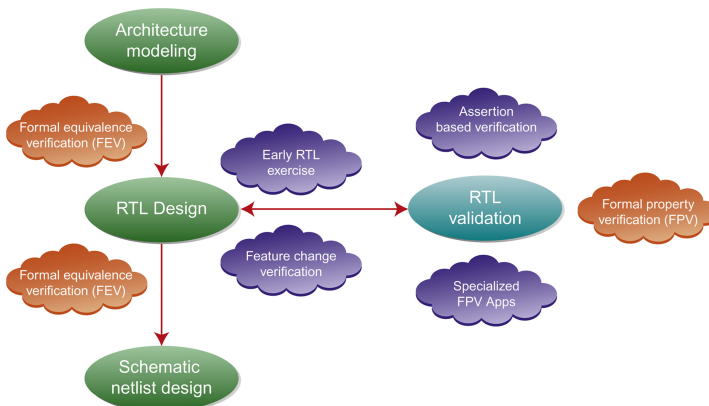 Architecture
modeling
Formal equivalence
verification (FEV)
Early RTL
exercise
Assertion
based verification
RTL Design
RTL
validation
Formal property
verification (FPV)
Formal equivalence
verification (FEV)
Feature change
verification
Specialized
FPV Apps
Schematic
netlist design